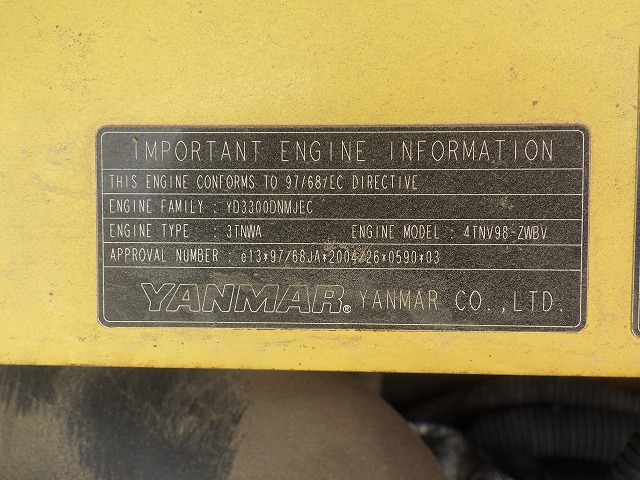 IMPORTANT ENGINE INFORMATION
THIS ENGINE CONFORMS TO 97/68/EC DIRECTIVE
ENGINE FAMILY : YD3300DNMJEC
ENGINE TYPE : 3TNWA ENGINE MODEL : 4TNV98-ZWBV
APPROVAL NUMBER : e13*97/68JA*2004/26*0590*03
YANMAR® YANMAR CO.,LTD.